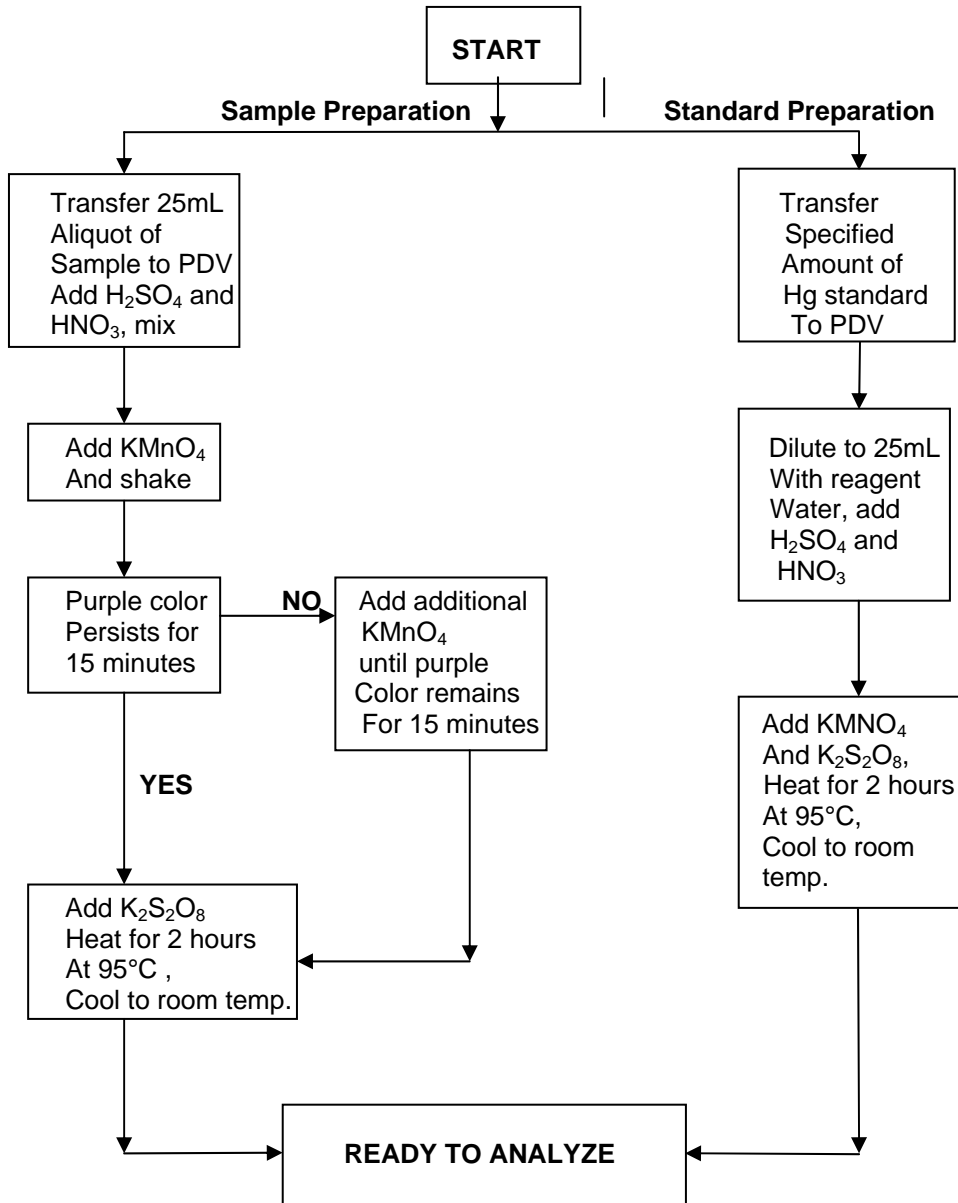 START
Sample Preparation
Standard Preparation
Transfer 25mL
Aliquot of
Sample to PDV
Add H₂SO₄ and
HNO₃, mix
Add KMnO₄
And shake
Purple color
Persists for
15 minutes
NO
Add additional
KMnO₄
until purple
Color remains
For 15 minutes
YES
Add K₂S₂O₈
Heat for 2 hours
At 95°C ,
Cool to room temp.
Transfer
Specified
Amount of
Hg standard
To PDV
Dilute to 25mL
With reagent
Water, add
H₂SO₄ and
HNO₃
Add KMNO₄
And K₂S₂O₈,
Heat for 2 hours
At 95°C,
Cool to room
temp.
READY TO ANALYZE